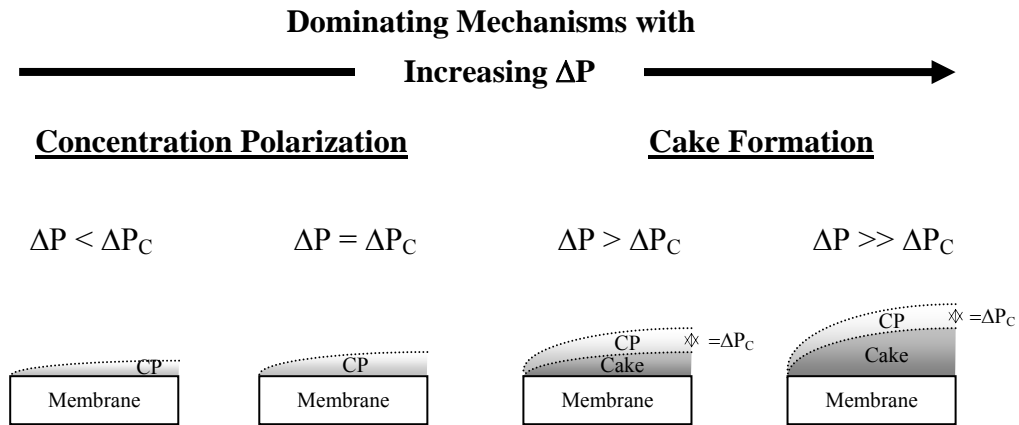 Dominating Mechanisms with
Increasing ΔP
Concentration Polarization
Cake Formation
ΔP < ΔP_C
ΔP = ΔP_C
ΔP > ΔP_C
ΔP >> ΔP_C
CP
Membrane
CP
Membrane
CP
=ΔP_C
Cake
Membrane
CP
=ΔP_C
Cake
Membrane